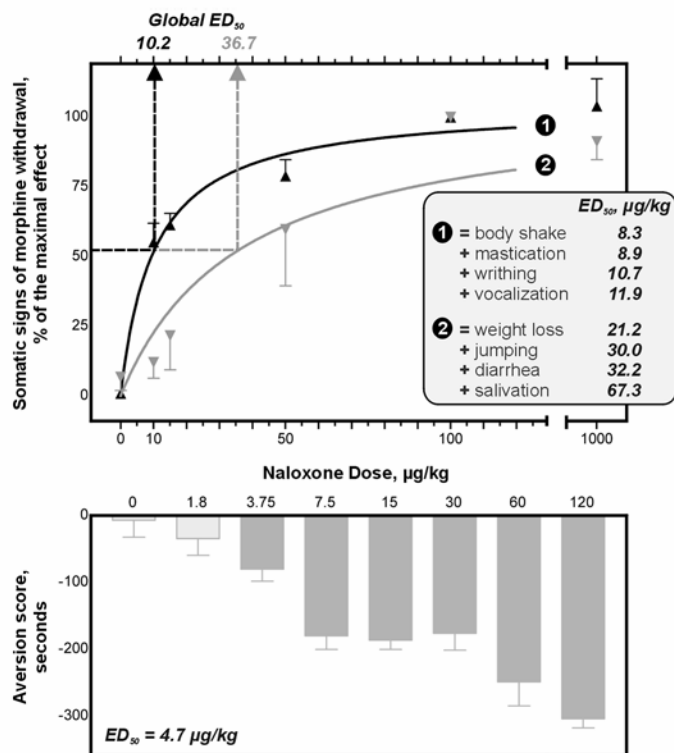 Global ED50
10.2 36.7
Somatic signs of morphine withdrawal,
% of the maximal effect
100
75
50
25
0
1
2
ED50, µg/kg
1 = body shake 8.3
+ mastication 8.9
+ writhing 10.7
+ vocalization 11.9
2 = weight loss 21.2
+ jumping 30.0
+ diarrhea 32.2
+ salivation 67.3
0 10 50 100 1000
Naloxone Dose, µg/kg
0 1.8 3.75 7.5 15 30 60 120
Aversion score,
seconds
0
-100
-200
-300
ED50 = 4.7 µg/kg